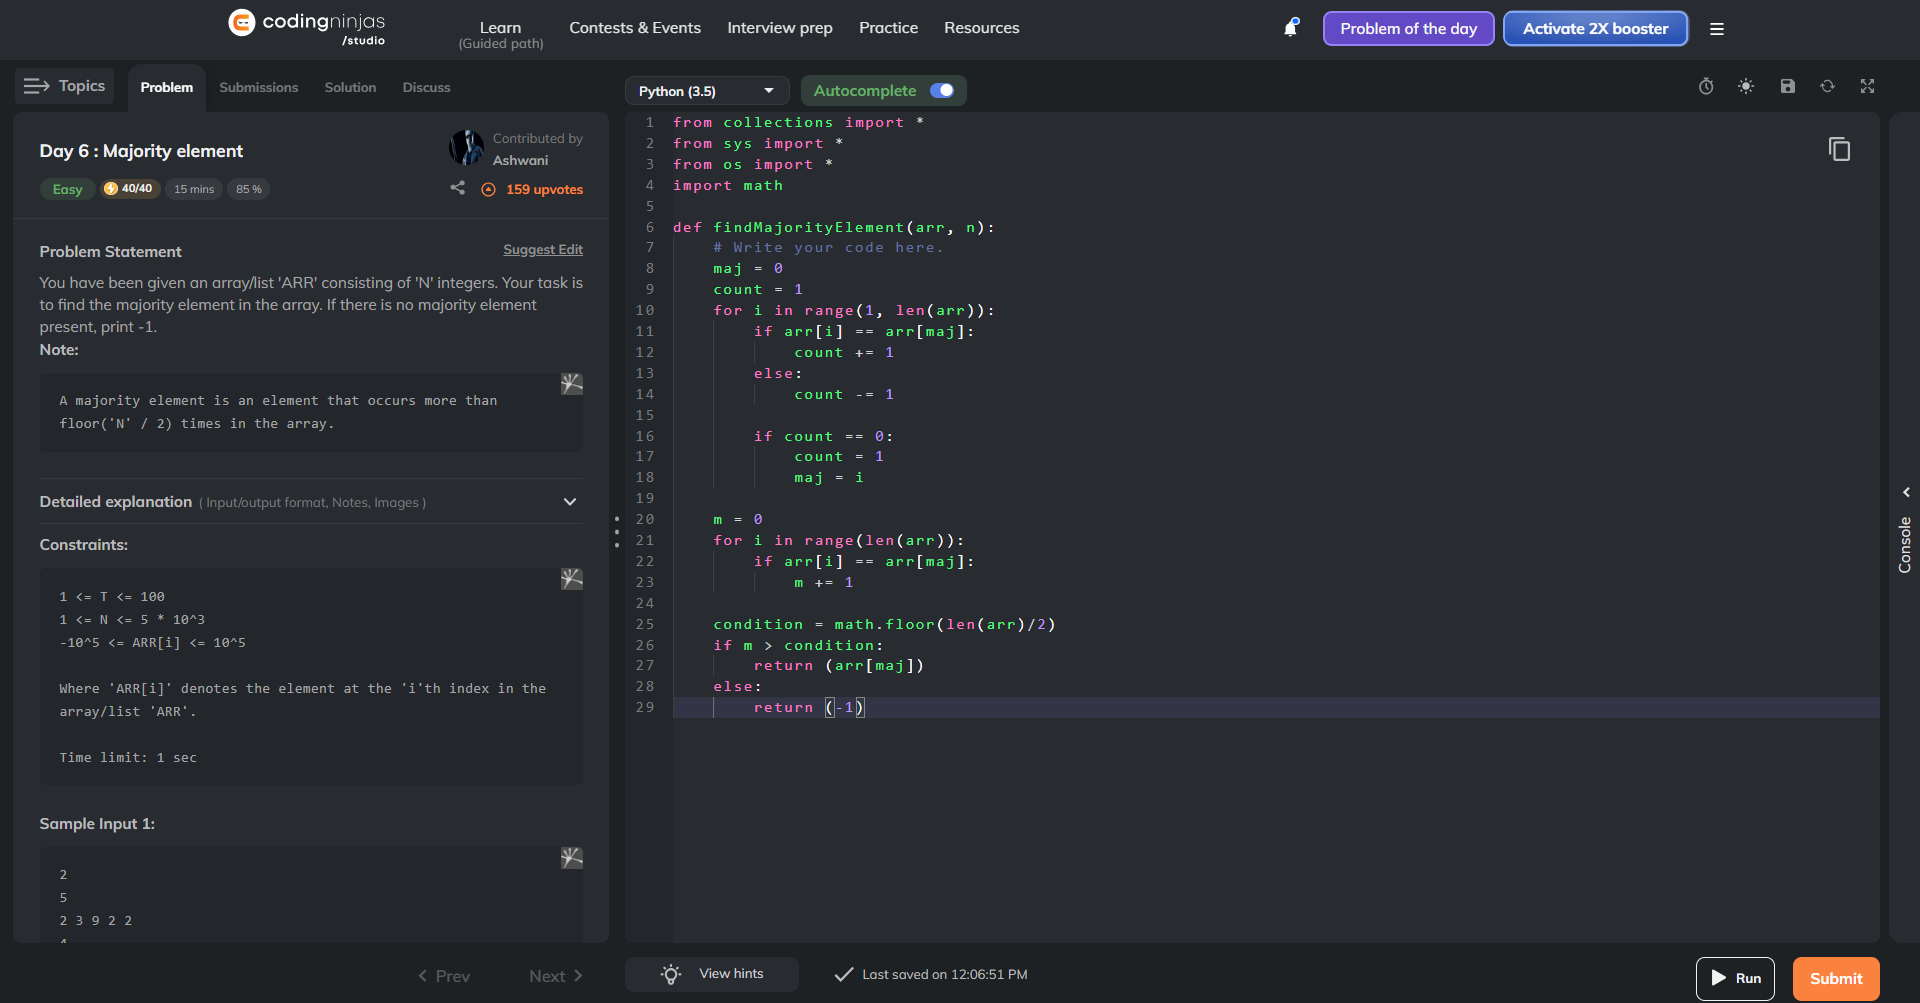 codingninjas
/studio
Learn
(Guided path)
Contests & Events
Interview prep
Practice
Resources
Problem of the day
Activate 2X booster
Topics
Problem
Submissions
Solution
Discuss
Day 6 : Majority element
Contributed by
Ashwani
Easy
40/40
15 mins
85 %
159 upvotes
Problem Statement
Suggest Edit
You have been given an array/list 'ARR' consisting of 'N' integers. Your task is
to find the majority element in the array. If there is no majority element
present, print -1.
Note:
A majority element is an element that occurs more than
floor('N' / 2) times in the array.
Detailed explanation ( Input/output format, Notes, Images )
Constraints:
1 <= T <= 100
1 <= N <= 5 * 10^3
-10^5 <= ARR[i] <= 10^5
Where 'ARR[i]' denotes the element at the 'i'th index in the
array/list 'ARR'.
Time limit: 1 sec
Sample Input 1:
2
5
2 3 9 2 2
Prev
Next
Python (3.5)
Autocomplete
1 from collections import *
2 from sys import *
3 from os import *
4 import math
5
6 def findMajorityElement(arr, n):
7 # Write your code here.
8 maj = 0
9 count = 1
10 for i in range(1, len(arr)):
11 if arr[i] == arr[maj]:
12 count += 1
13 else:
14 count -= 1
15
16 if count == 0:
17 count = 1
18 maj = i
19
20 m = 0
21 for i in range(len(arr)):
22 if arr[i] == arr[maj]:
23 m += 1
24
25 condition = math.floor(len(arr)/2)
26 if m > condition:
27 return (arr[maj])
28 else:
29 return (-1)
Console
View hints
Last saved on 12:06:51 PM
Run
Submit